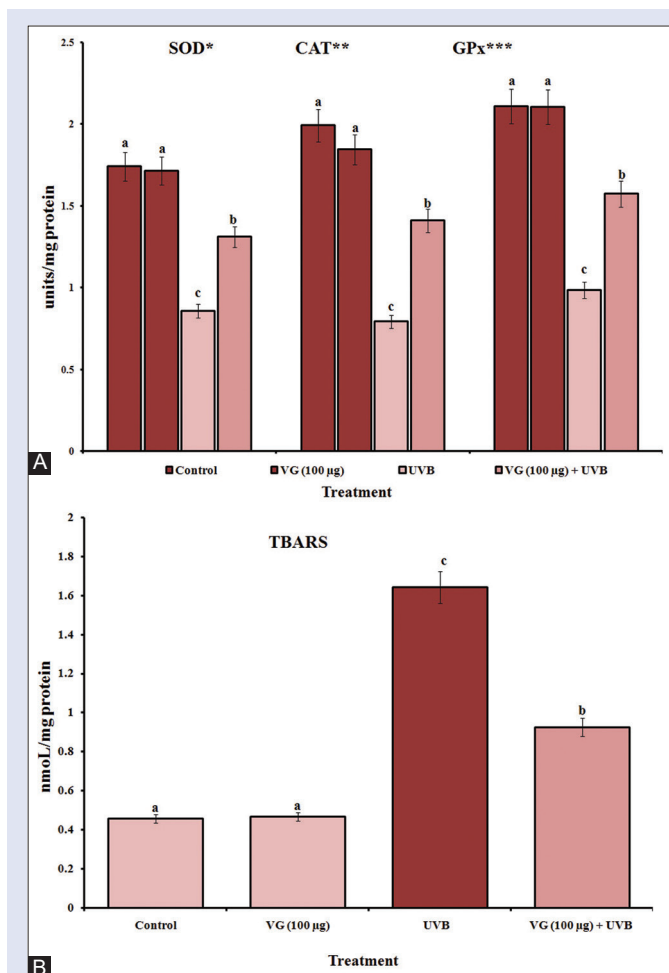 SOD* CAT** GPx***
2.5
2
1.5
1
0.5
0
units/mg protein
a a c b
a a c b
a a c b
A
Control VG (100 µg) UVB VG (100 µg) + UVB
Treatment
TBARS
2
1.8
1.6
1.4
1.2
1
0.8
0.6
0.4
0.2
0
nmoL/mg protein
a a c b
Control VG (100 µg) UVB VG (100 µg) + UVB
Treatment
B